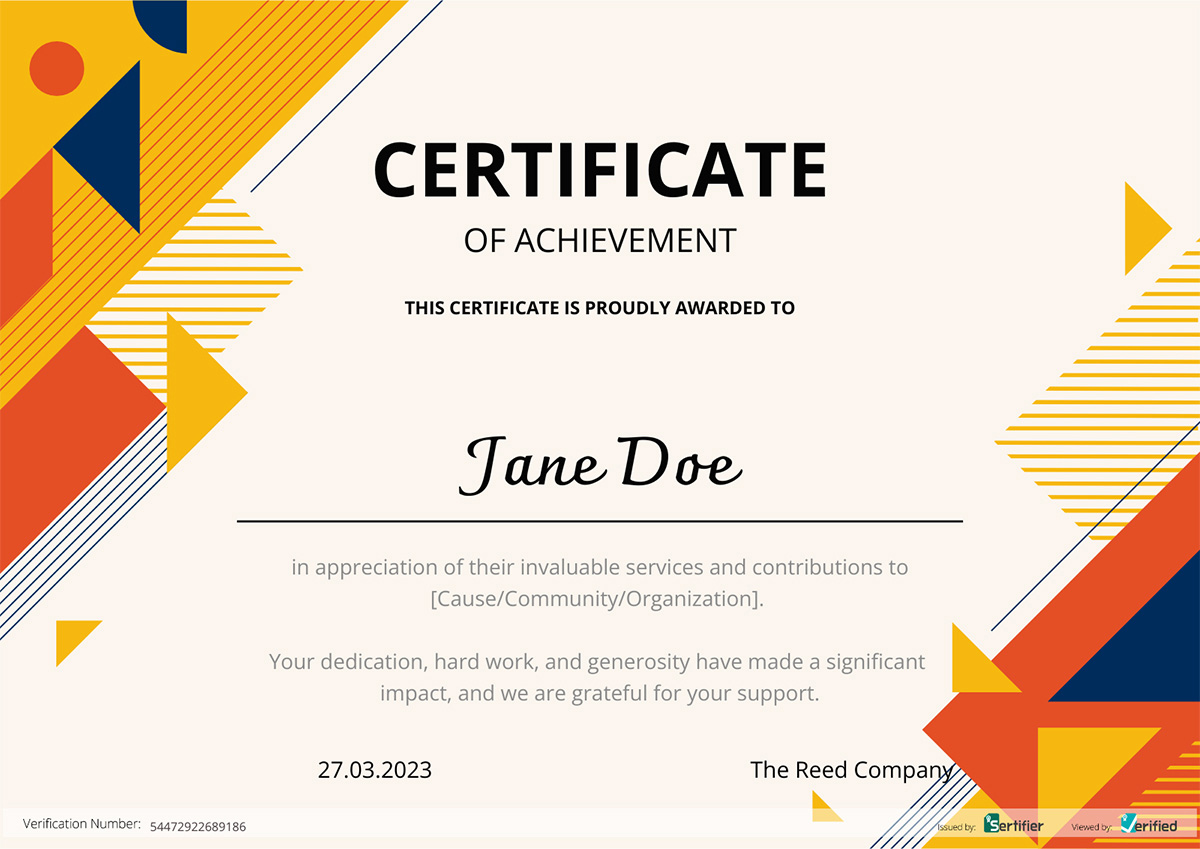 CERTIFICATE
OF ACHIEVEMENT
THIS CERTIFICATE IS PROUDLY AWARDED TO
Jane Doe
in appreciation of their invaluable services and contributions to
[Cause/Community/Organization].
Your dedication, hard work, and generosity have made a significant
impact, and we are grateful for your support.
27.03.2023 The Reed Company
Verification Number: 54472922689186 Issued by: Sertifier Viewed by: Verified